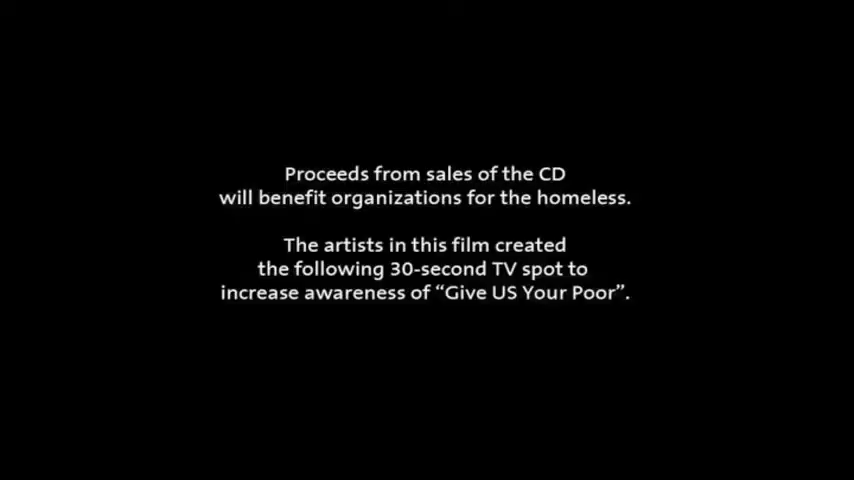 Proceeds from sales of the CD
will benefit organizations for the homeless.
The artists in this film created
the following 30-second TV spot to
increase awareness of “Give US Your Poor”.